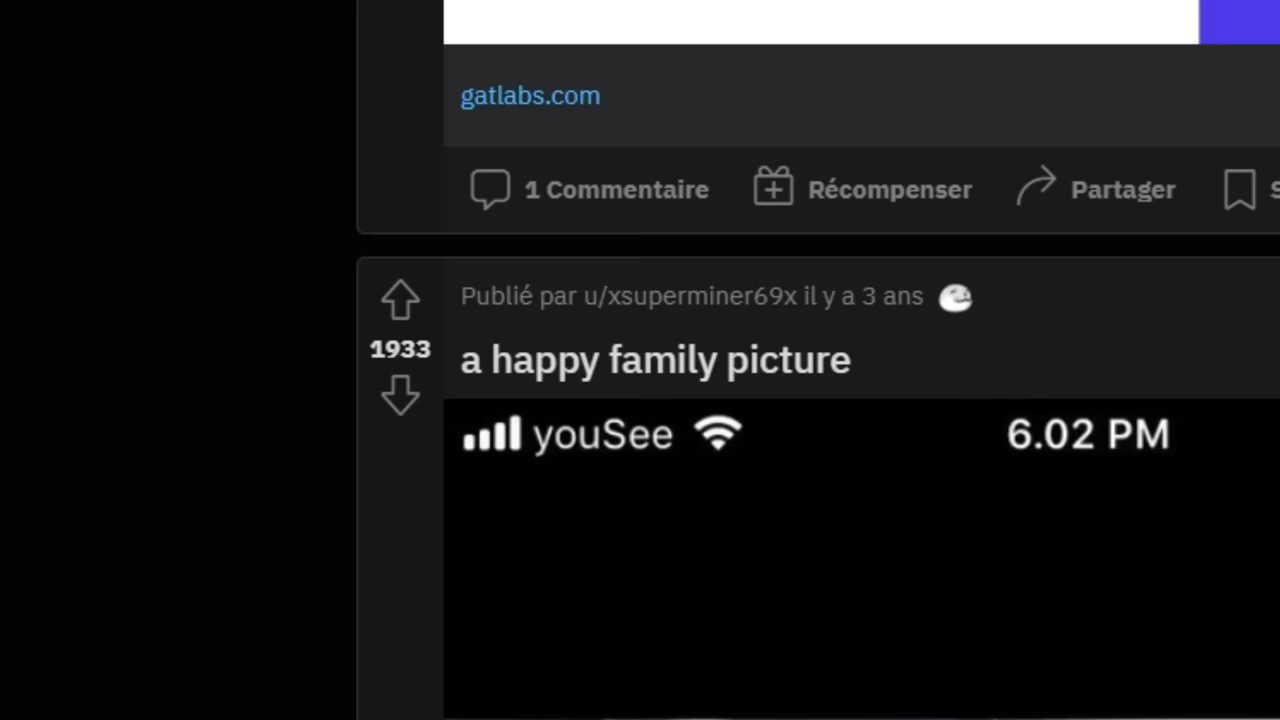 gatlabs.com
1 Commentaire Récompenser Partager
Publié par u/xsuperminer69x il y a 3 ans
1933
a happy family picture
youSee 6.02 PM